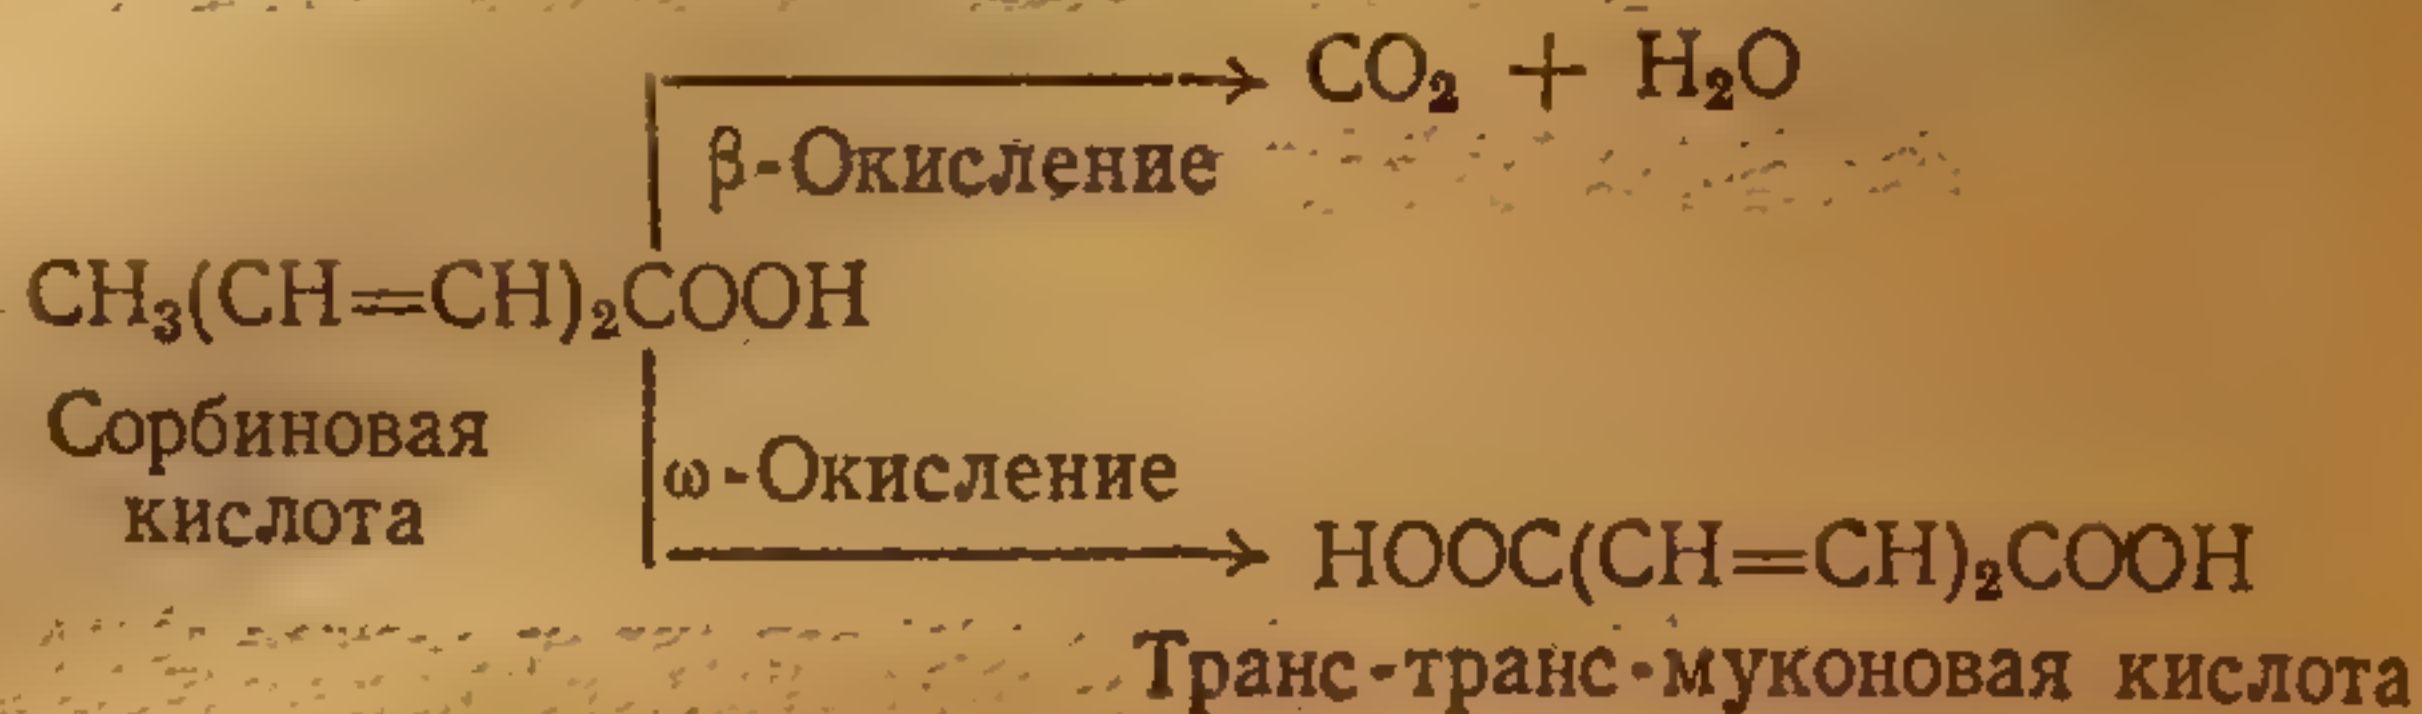 CO₂ + H₂O
β-Окисление
CH₃(CH=CH)₂COOH
Сорбиновая
кислота
ω-Окисление
HOOC(CH=CH)₂COOH
Транс-транс-муконовая кислота